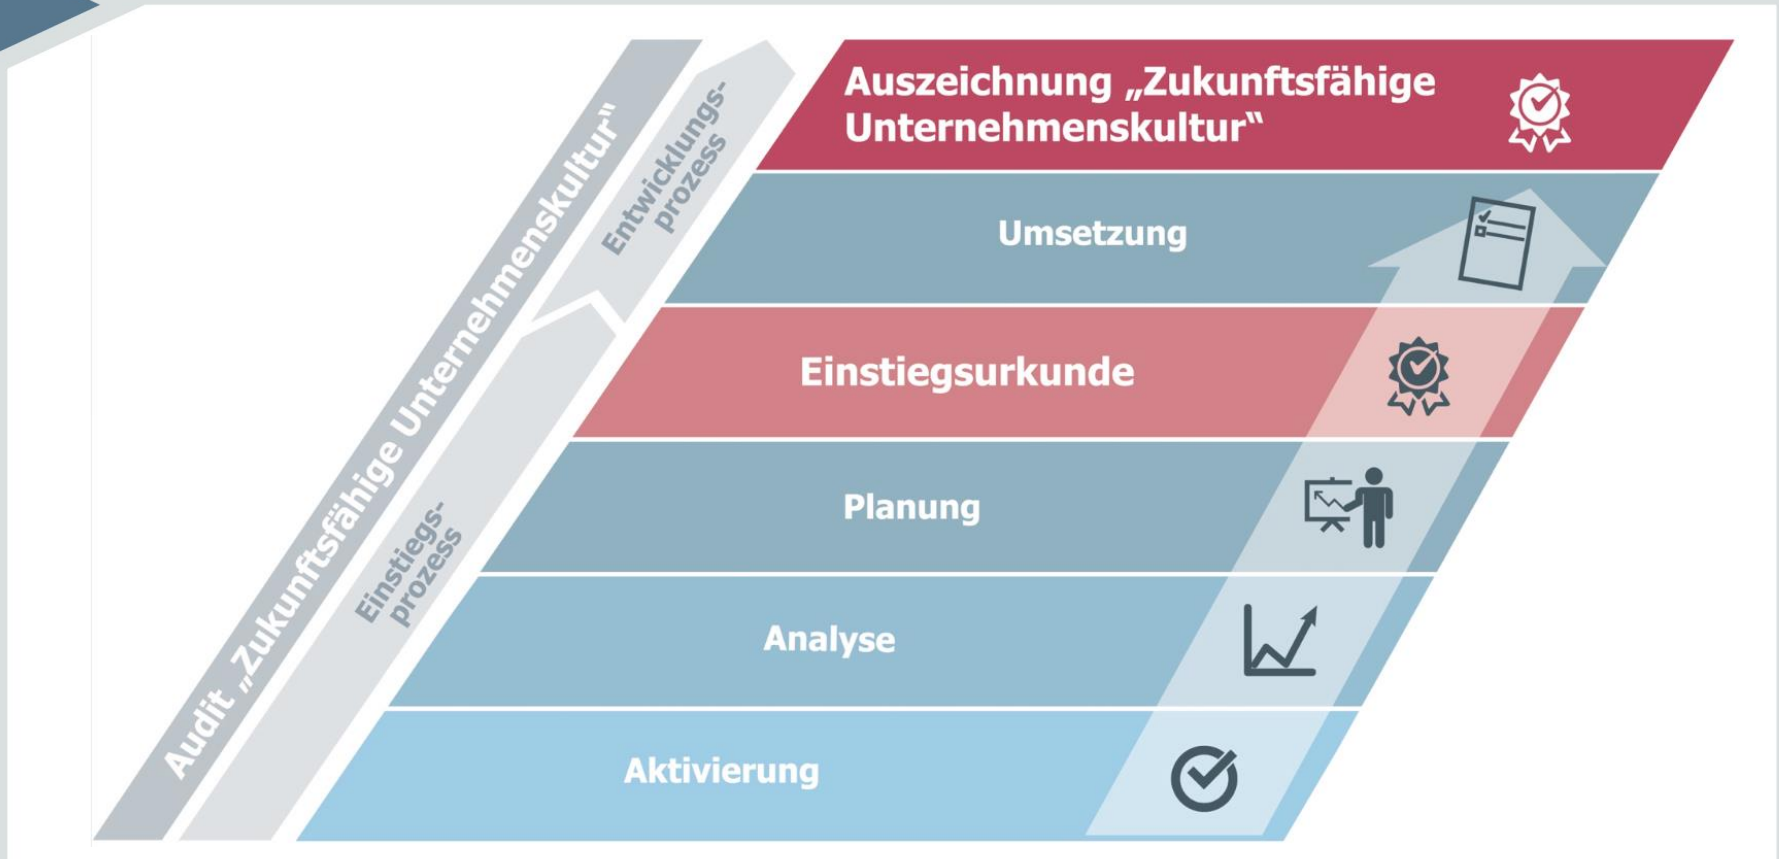 Audit „Zukunftsfähige Unternehmenskultur“
Entwicklungs-
prozess
Einstiegs-
prozess
Auszeichnung „Zukunftsfähige
Unternehmenskultur“
Umsetzung
Einstiegsurkunde
Planung
Analyse
Aktivierung